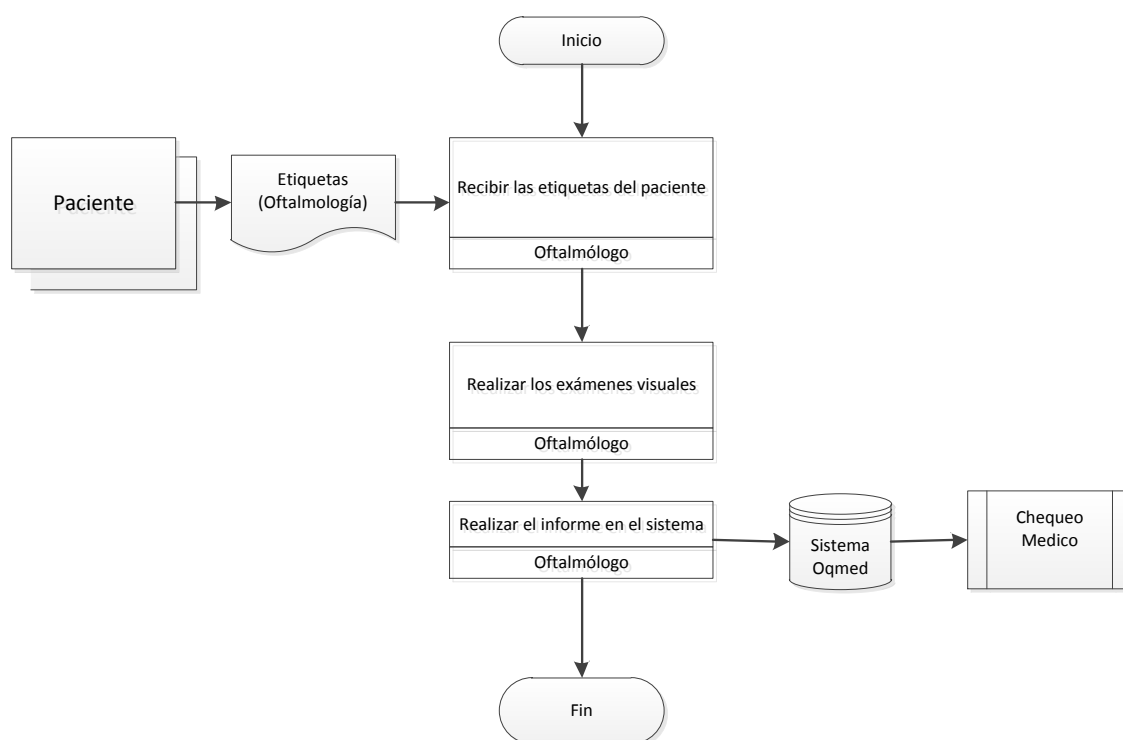 Inicio
Paciente
Etiquetas
(Oftalmología)
Recibir las etiquetas del paciente
Oftalmólogo
Realizar los exámenes visuales
Oftalmólogo
Realizar el informe en el sistema
Oftalmólogo
Sistema
Oqmed
Chequeo
Medico
Fin